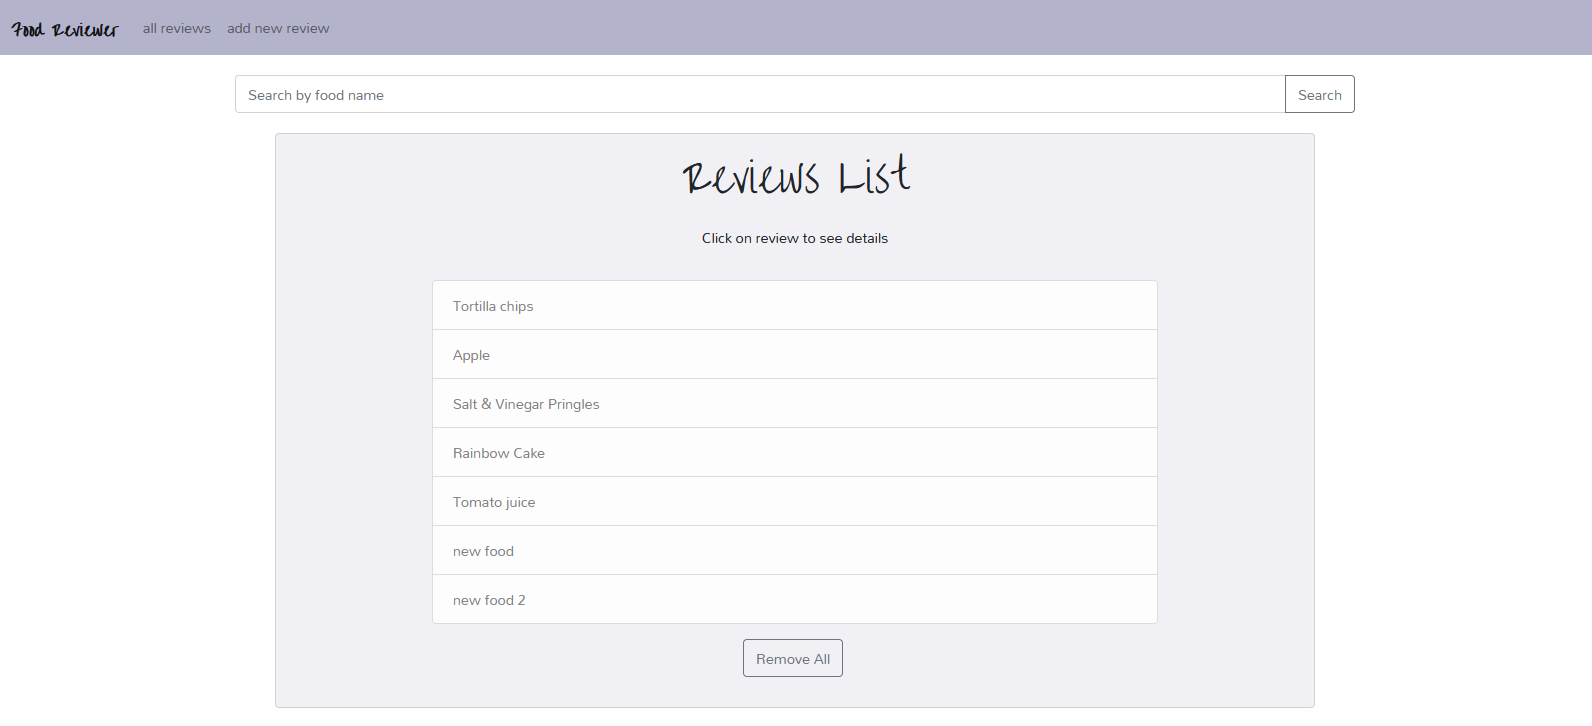 Food Reviewer all reviews add new review
Search by food name Search
Reviews List
Click on review to see details
Tortilla chips
Apple
Salt & Vinegar Pringles
Rainbow Cake
Tomato juice
new food
new food 2
Remove All